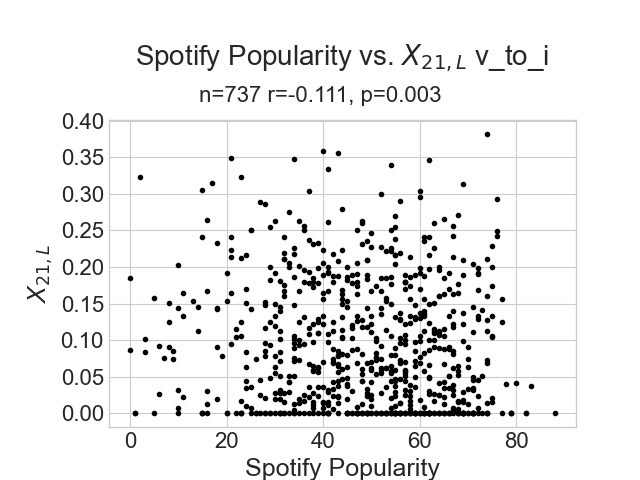 Spotify Popularity vs. X21, L v_to_i
n=737 r=-0.111, p=0.003
0.40
0.35
0.30
0.25
0.20
0.15
0.10
0.05
0.00
X21, L
0 20 40 60 80
Spotify Popularity